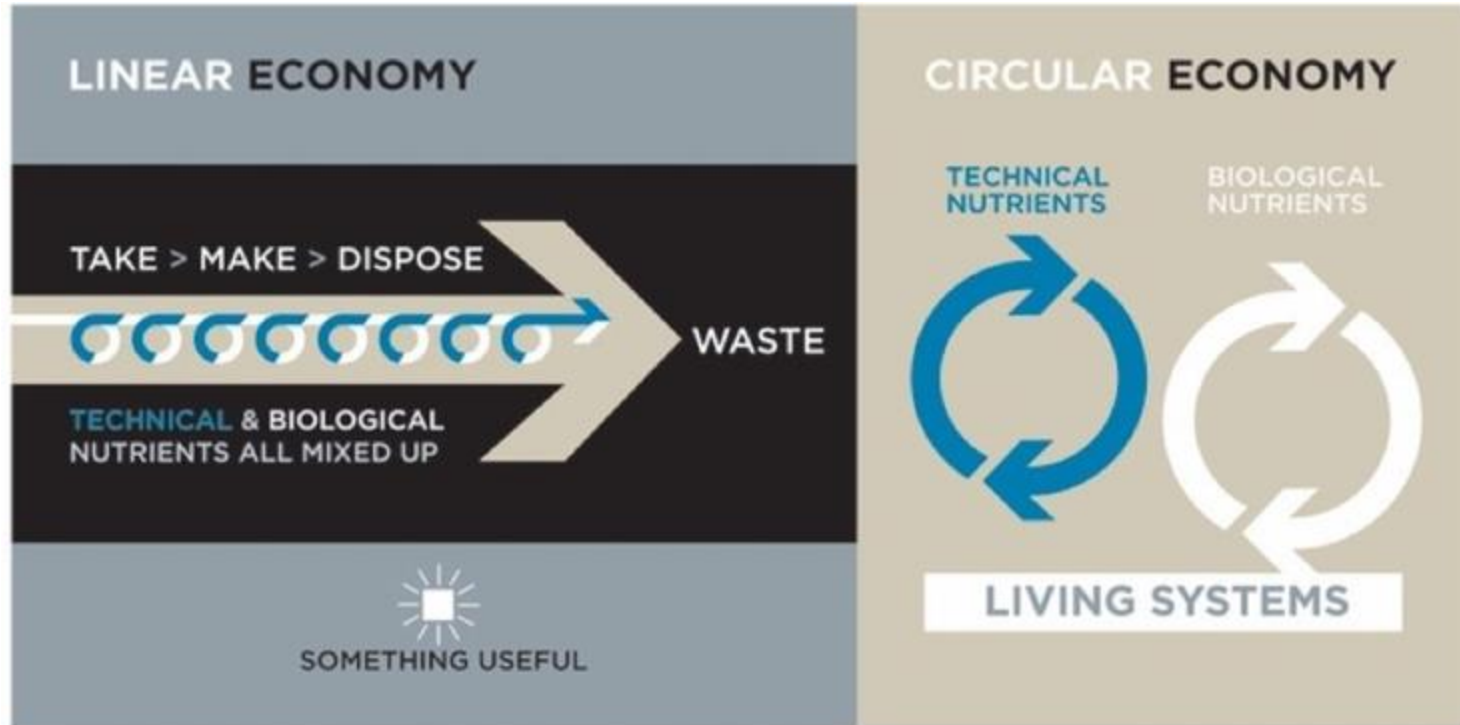 LINEAR ECONOMY
TAKE > MAKE > DISPOSE
WASTE
TECHNICAL & BIOLOGICAL
NUTRIENTS ALL MIXED UP
SOMETHING USEFUL
CIRCULAR ECONOMY
TECHNICAL
NUTRIENTS
BIOLOGICAL
NUTRIENTS
LIVING SYSTEMS